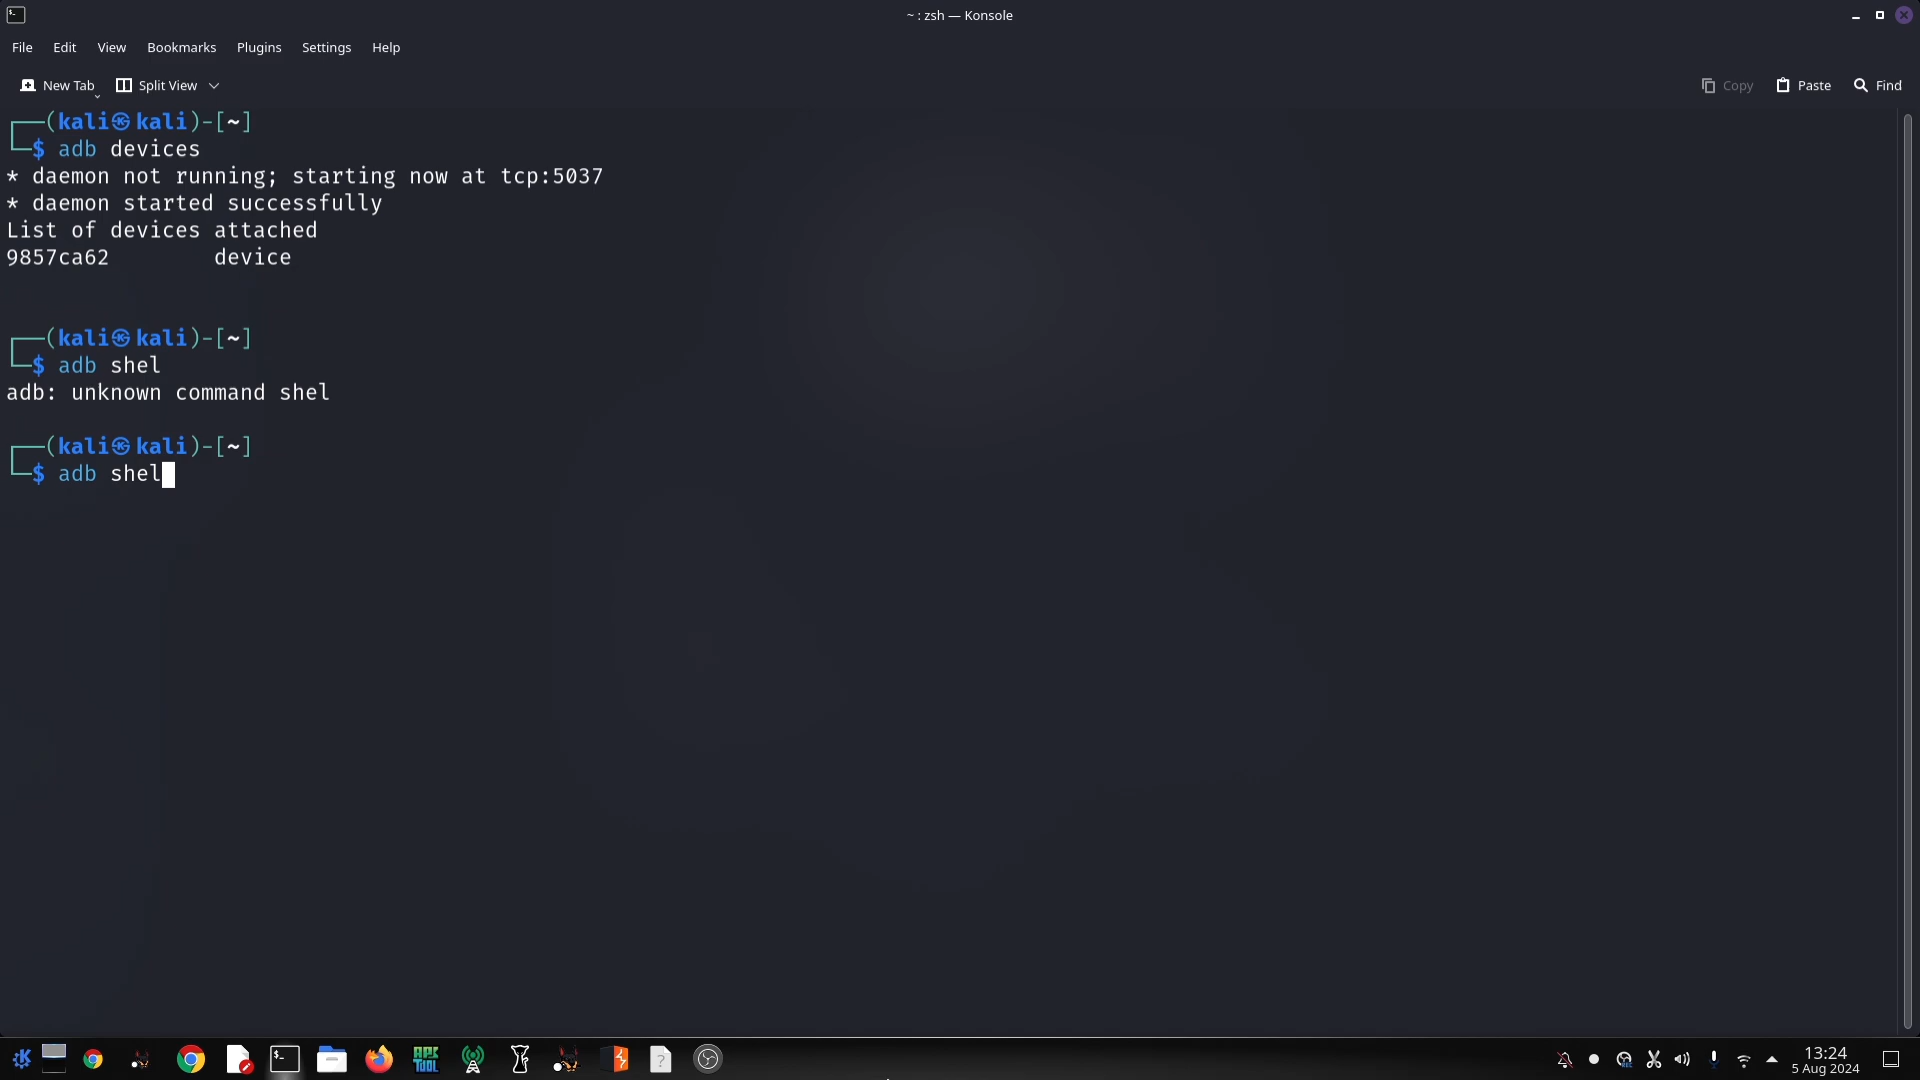 ~ : zsh — Konsole
File Edit View Bookmarks Plugins Settings Help
New Tab Split View Copy Paste Find
┌──(kali㉿kali)-[~]
└─$ adb devices
* daemon not running; starting now at tcp:5037
* daemon started successfully
List of devices attached
9857ca62 device
┌──(kali㉿kali)-[~]
└─$ adb shel
adb: unknown command shel
┌──(kali㉿kali)-[~]
└─$ adb shel
APK TOOL
13:24
5 Aug 2024